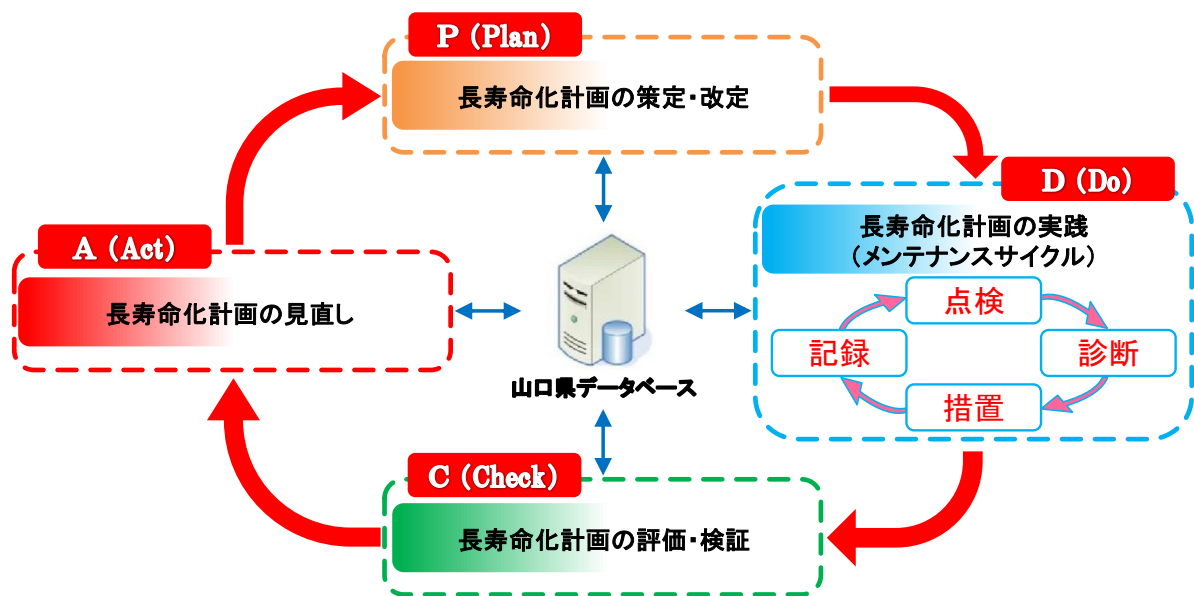 P (Plan)
長寿命化計画の策定・改定
D (Do)
長寿命化計画の実践
(メンテナンスサイクル)
点検
診断
措置
記録
C (Check)
長寿命化計画の評価・検証
A (Act)
長寿命化計画の見直し
山口県データベース